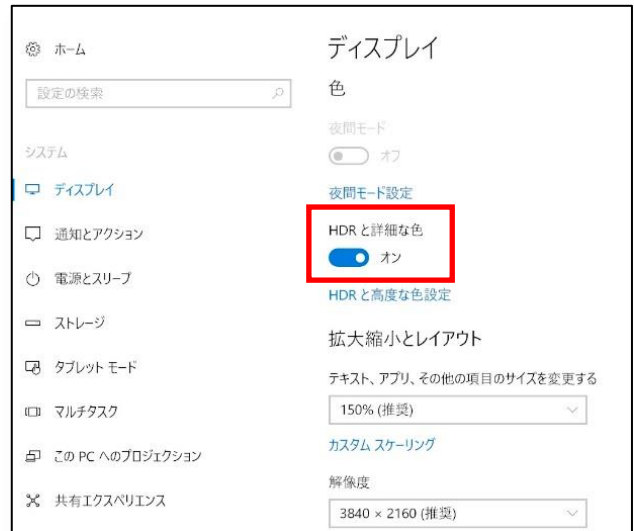 ホーム
設定の検索
システム
ディスプレイ
通知とアクション
電源とスリープ
ストレージ
タブレット モード
マルチタスク
この PC へのプロジェクション
共有エクスペリエンス
ディスプレイ
色
夜間モード
オフ
夜間モード設定
HDR と詳細な色
オン
HDR と高度な色設定
拡大縮小とレイアウト
テキスト、アプリ、その他の項目のサイズを変更する
150% (推奨)
カスタム スケーリング
解像度
3840 × 2160 (推奨)